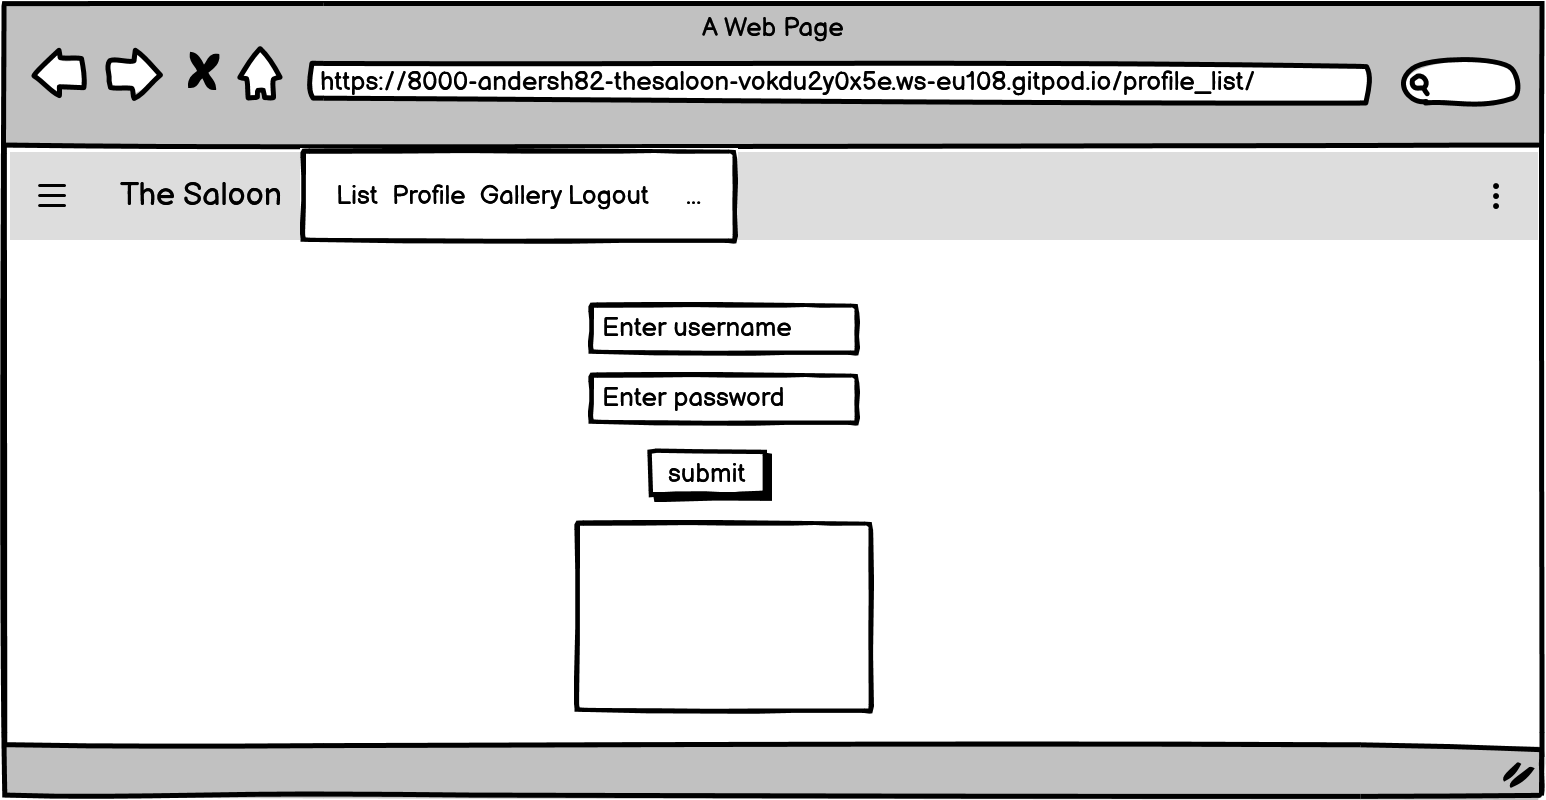 A Web Page
https://8000-andersh82-thesaloon-vokdu2y0x5e.ws-eu108.gitpod.io/profile_list/
The Saloon List Profile Gallery Logout ...
Enter username
Enter password
submit